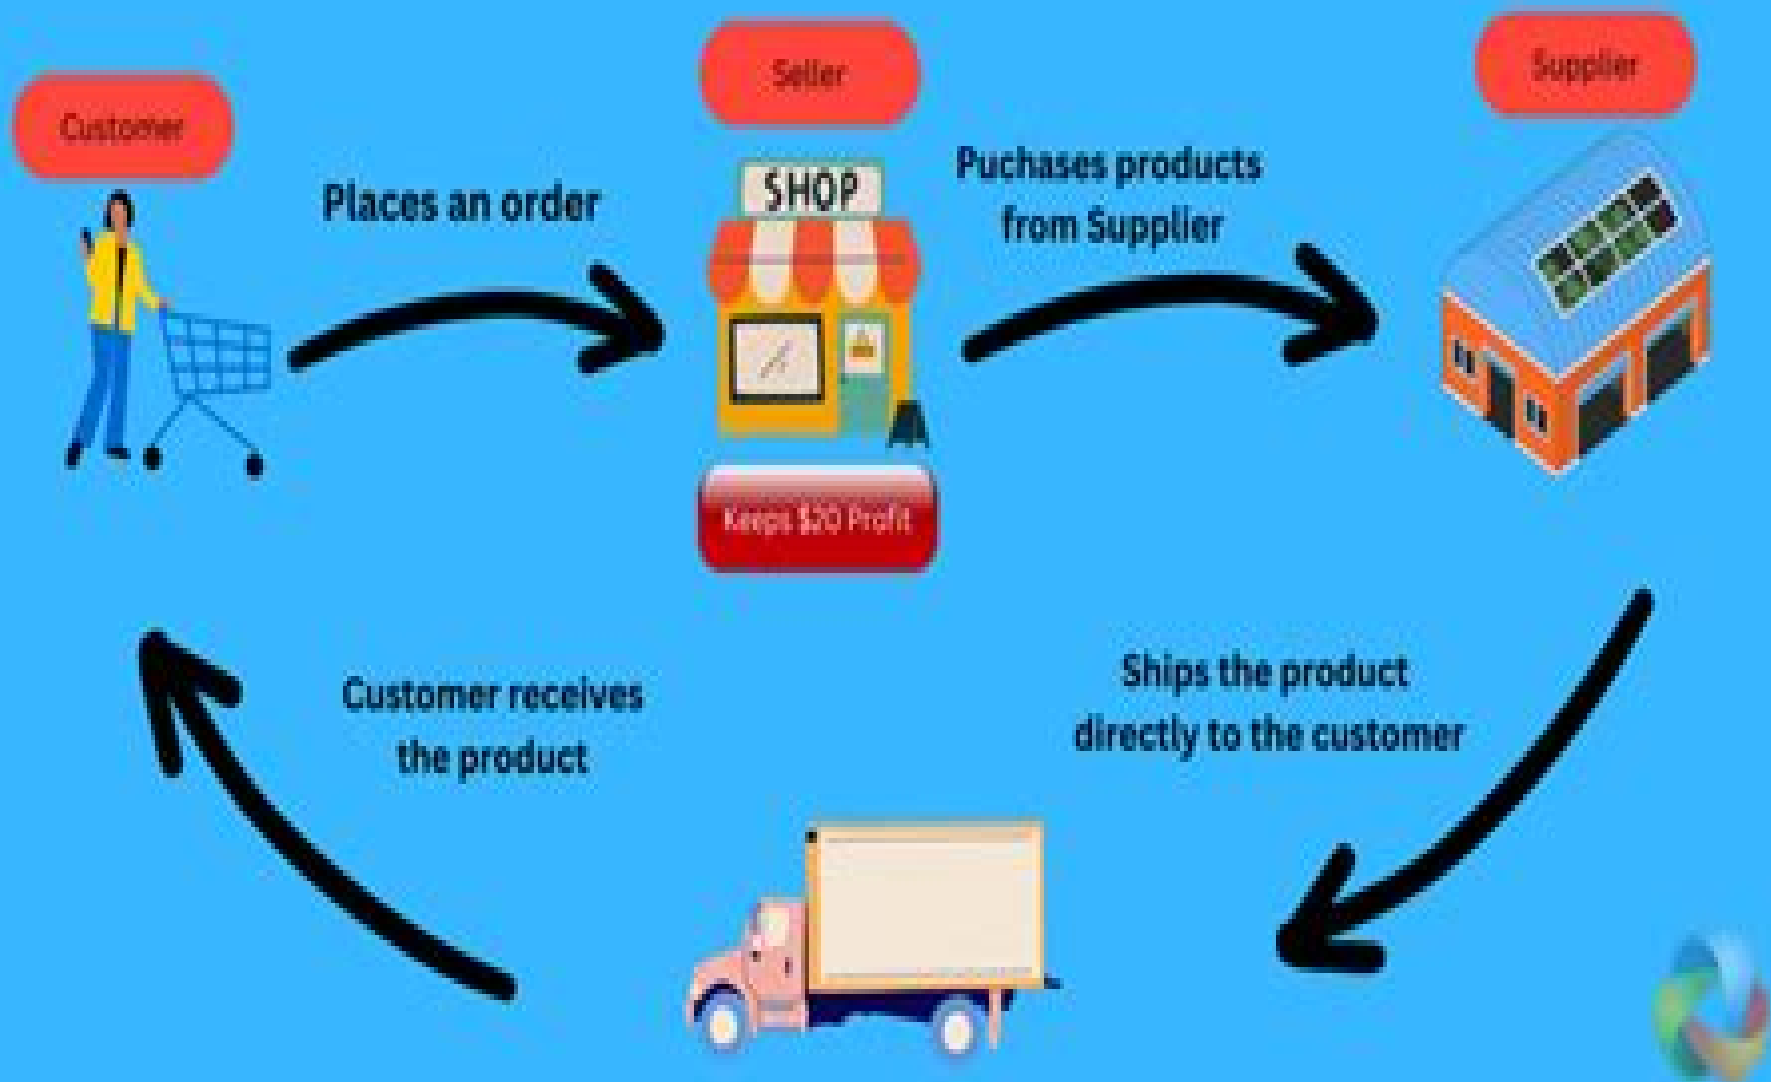 Customer
Seller
Supplier
Places an order
SHOP
Puchases products
from Supplier
Keeps $20 Profit
Customer receives
the product
Ships the product
directly to the customer